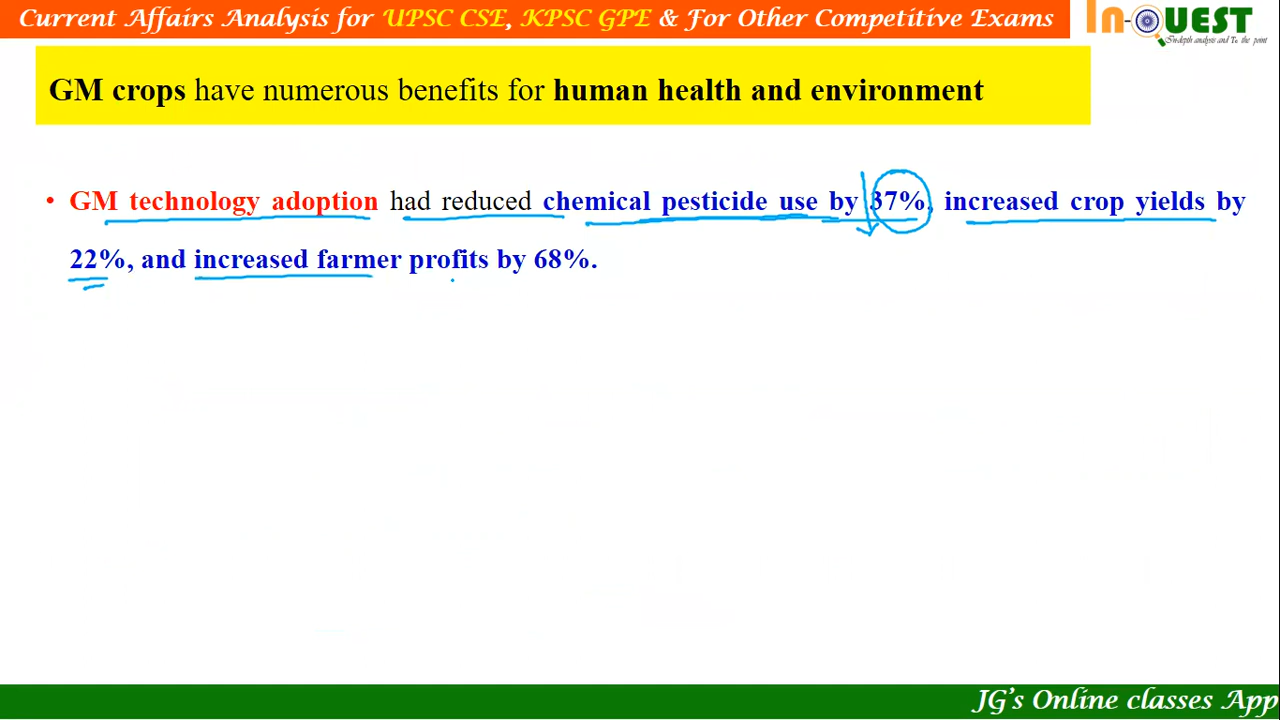 Current Affairs Analysis for UPSC CSE, KPSC GPE & For Other Competitive Exams
In-QUEST
In-depth analysis and To the point
GM crops have numerous benefits for human health and environment
• GM technology adoption had reduced chemical pesticide use by 37%, increased crop yields by
22%, and increased farmer profits by 68%.
JG's Online classes App